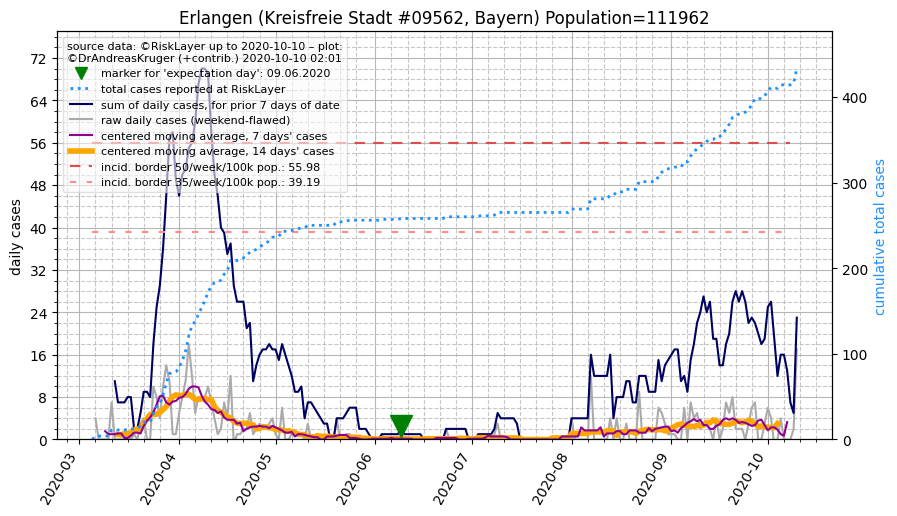 Erlangen (Kreisfreie Stadt #09562, Bayern) Population=111962
source data: ©RiskLayer up to 2020-10-10 – plot:
©DrAndreasKruger (+contrib.) 2020-10-10 02:01
marker for 'expectation day': 09.06.2020
total cases reported at RiskLayer
sum of daily cases, for prior 7 days of date
raw daily cases (weekend-flawed)
centered moving average, 7 days' cases
centered moving average, 14 days' cases
incid. border 50/week/100k pop.: 55.98
incid. border 35/week/100k pop.: 39.19
daily cases
72
64
56
48
40
32
24
16
8
0
cumulative total cases
400
300
200
100
0
2020-03
2020-04
2020-05
2020-06
2020-07
2020-08
2020-09
2020-10